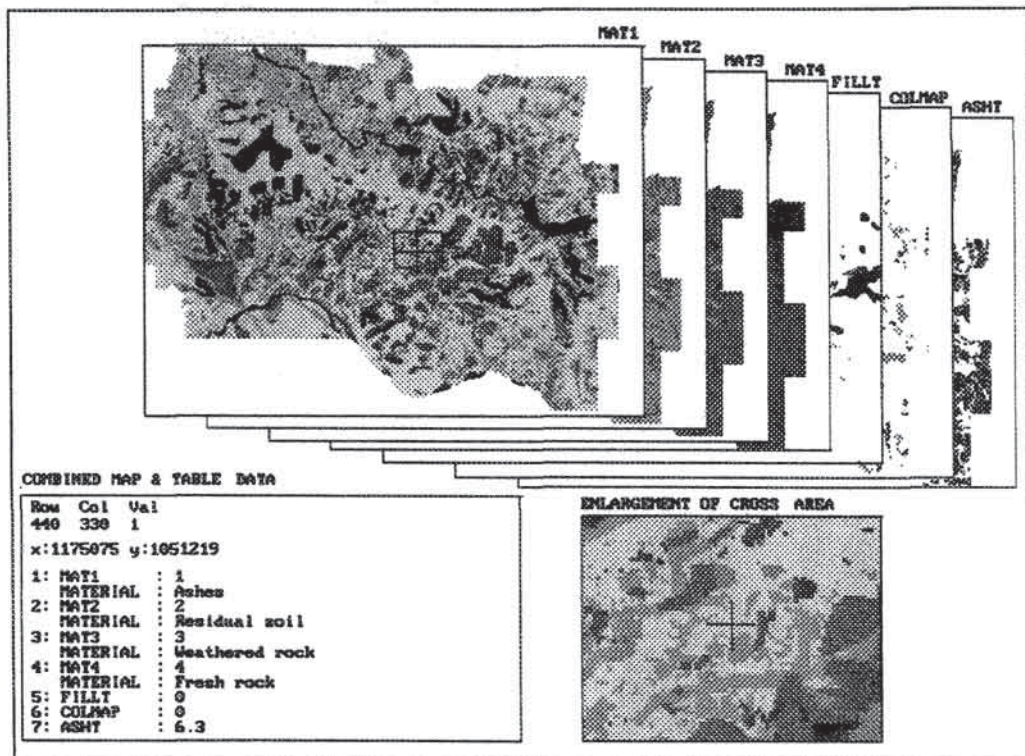 MAT1
MAT2
MAT3
MAT4
FILLT
COLMAP
ASHT
COMBINED MAP & TABLE DATA
Row Col Val
440 330 1
x:1175075 y:1051219
1: MAT1 : 1
MATERIAL : Ashes
2: MAT2 : 2
MATERIAL : Residual soil
3: MAT3 : 3
MATERIAL : Weathered rock
4: MAT4 : 4
MATERIAL : Fresh rock
5: FILLT : 0
6: COLMAP : 0
7: ASHT : 6.3
ENLARGEMENT OF CROSS AREA